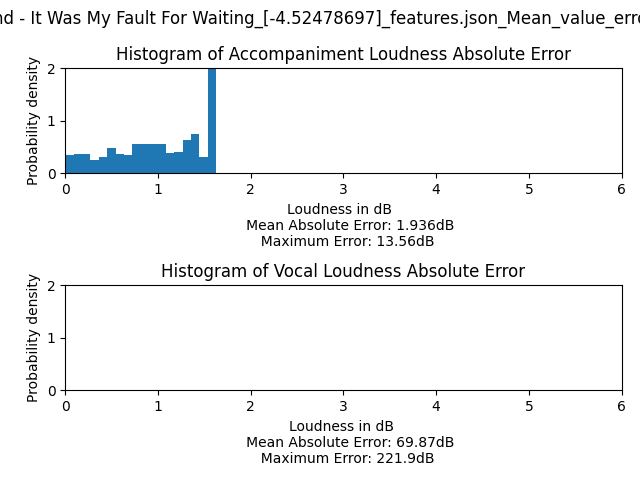 nd - It Was My Fault For Waiting_[-4.52478697]_features.json_Mean_value_erro
Histogram of Accompaniment Loudness Absolute Error
Probability density
2
1
0
0 1 2 3 4 5 6
Loudness in dB
Mean Absolute Error: 1.936dB
Maximum Error: 13.56dB
Histogram of Vocal Loudness Absolute Error
Probability density
2
1
0
0 1 2 3 4 5 6
Loudness in dB
Mean Absolute Error: 69.87dB
Maximum Error: 221.9dB